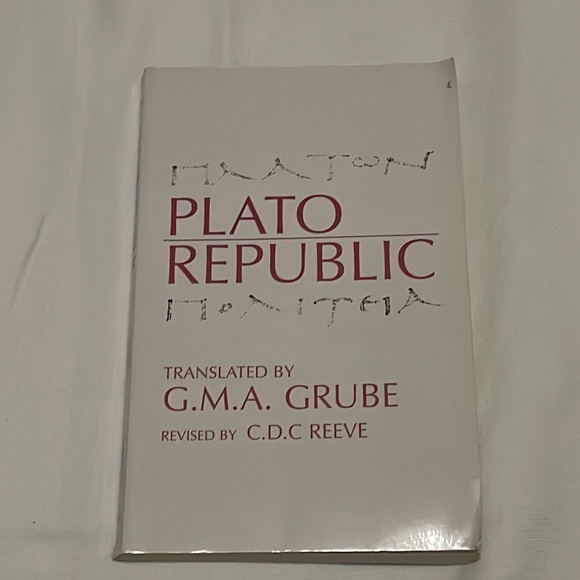 ΠΛΑΤΩΝ
PLATO
REPUBLIC
ΠΟΛΙΤΕΙΑ
TRANSLATED BY
G.M.A. GRUBE
REVISED BY C.D.C REEVE